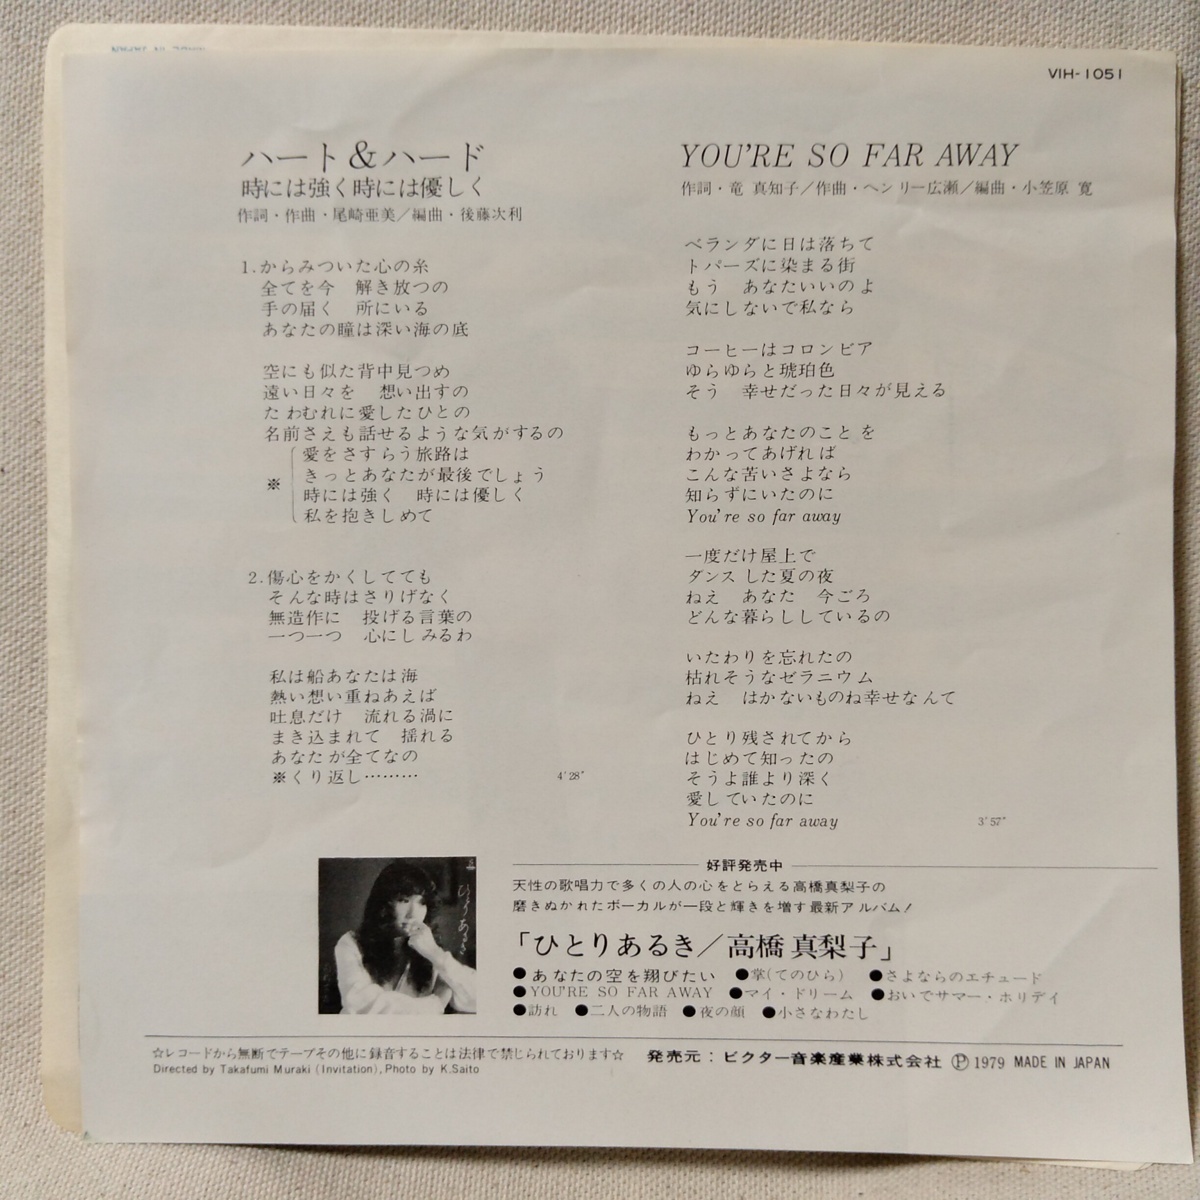 VIH-1051
ハート＆ハード
時には強く時には優しく
作詞・作曲・尾崎亜美／編曲・後藤次利
1.からみついた心の糸
全てを今　解き放つの
手の届く　所にいる
あなたの瞳は深い海の底
空にも似た背中見つめ
遠い日々を　想い出すの
たわむれに愛したひとの
名前さえも話せるような気がするの
※
愛をさすらう旅路は
きっとあなたが最後でしょう
時には強く　時には優しく
私を抱きしめて
2.傷心をかくしてても
そんな時はさりげなく
無造作に　投げる言葉の
一つ一つ　心にしみるわ
私は船あなたは海
熱い想い重ねあえば
吐息だけ　流れる渦に
まき込まれて　揺れる
あなたが全てなの
※くり返し………
4'28"
YOU'RE SO FAR AWAY
作詞・竜 真知子／作曲・ヘンリー広瀬／編曲・小笠原 寛
ベランダに日は落ちて
トパーズに染まる街
もう　あなたいいのよ
気にしないで私なら
コーヒーはコロンビア
ゆらゆらと琥珀色
そう　幸せだった日々が見える
もっとあなたのことを
わかってあげれば
こんな苦いさよなら
知らずにいたのに
You're so far away
一度だけ屋上で
ダンスした夏の夜
ねえ　あなた　今ごろ
どんな暮らししているの
いたわりを忘れたの
枯れそうなゼラニウム
ねえ　はかないものね幸せなんて
ひとり残されてから
はじめて知ったの
そうよ誰より深く
愛していたのに
You're so far away
3'57"
ひとりあるき
好評発売中
天性の歌唱力で多くの人の心をとらえる高橋真梨子の
磨きぬかれたボーカルが一段と輝きを増す最新アルバム！
「ひとりあるき／高橋真梨子」
●あなたの空を翔びたい　●掌(てのひら)　●さよならのエチュード
●YOU'RE SO FAR AWAY　●マイ・ドリーム　●おいでサマー・ホリデイ
●訪れ　●二人の物語　●夜の顔　●小さなわたし
☆レコードから無断でテープその他に録音することは法律で禁じられております☆　発売元：ビクター音楽産業株式会社 Ⓟ1979 MADE IN JAPAN
Directed by Takafumi Muraki (Invitation), Photo by K.Saito